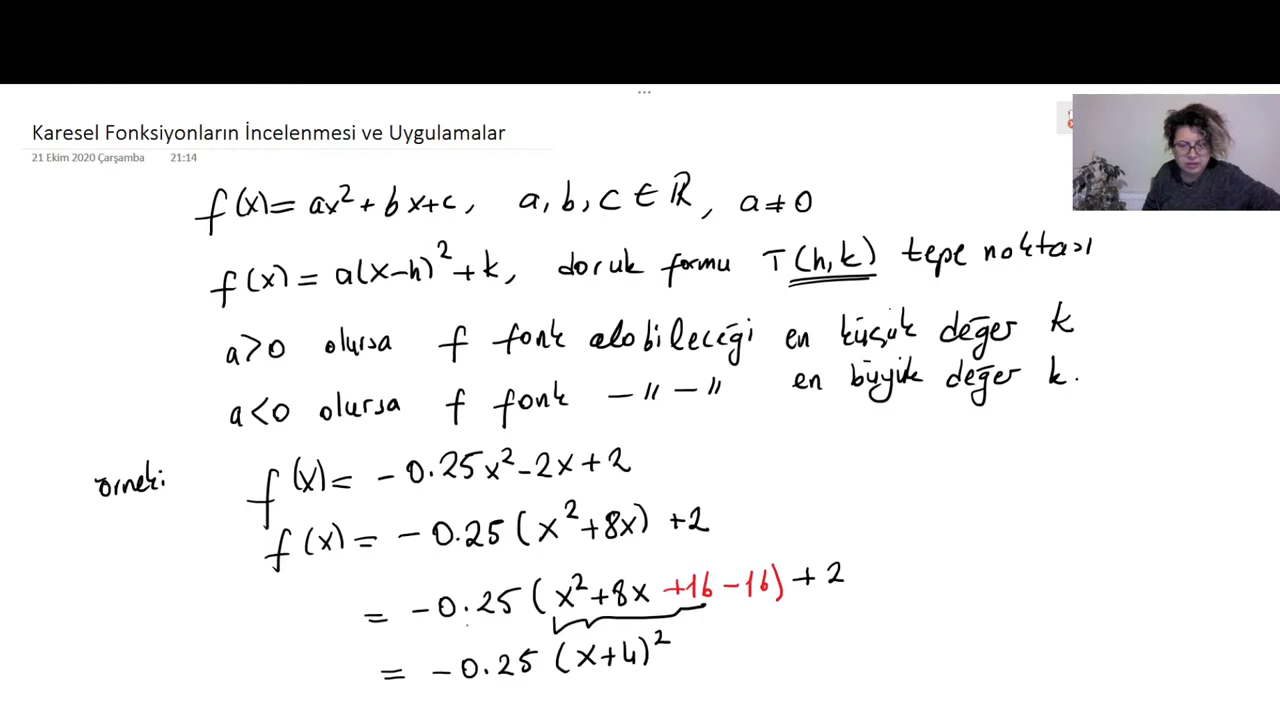 Karesel Fonksiyonların İncelenmesi ve Uygulamalar
21 Ekim 2020 Çarşamba 21:14
f(x) = ax² + bx + c, a, b, c ∈ ℝ, a ≠ 0
f(x) = a(x-h)² + k, doruk formu T(h, k) tepe noktası
a > 0 olursa f fonk alabileceği en küçük değer k
a < 0 olursa f fonk — " — " en büyük değer k.
örnek: f(x) = -0.25x² - 2x + 2
f(x) = -0.25 (x² + 8x) + 2
= -0.25 (x² + 8x + 16 - 16) + 2
= -0.25 (x+4)²